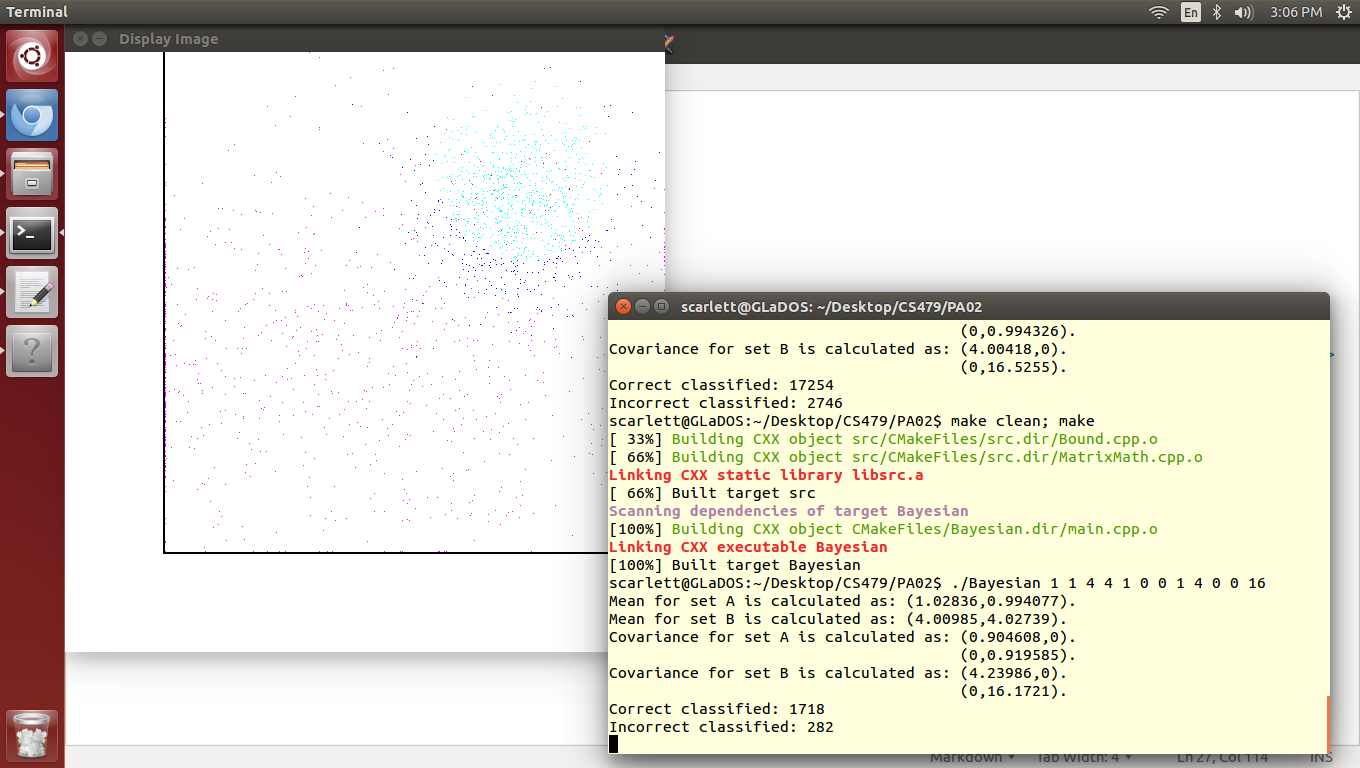 Terminal
En
3:06 PM
Display Image
scarlett@GLaDOS: ~/Desktop/CS479/PA02
(0,0.994326).
Covariance for set B is calculated as: (4.00418,0).
(0,16.5255).
Correct classified: 17254
Incorrect classified: 2746
scarlett@GLaDOS:~/Desktop/CS479/PA02$ make clean; make
[ 33%] Building CXX object src/CMakeFiles/src.dir/Bound.cpp.o
[ 66%] Building CXX object src/CMakeFiles/src.dir/MatrixMath.cpp.o
Linking CXX static library libsrc.a
[ 66%] Built target src
Scanning dependencies of target Bayesian
[100%] Building CXX object CMakeFiles/Bayesian.dir/main.cpp.o
Linking CXX executable Bayesian
[100%] Built target Bayesian
scarlett@GLaDOS:~/Desktop/CS479/PA02$ ./Bayesian 1 1 4 4 1 0 0 1 4 0 0 16
Mean for set A is calculated as: (1.02836,0.994077).
Mean for set B is calculated as: (4.00985,4.02739).
Covariance for set A is calculated as: (0.904608,0).
(0,0.919585).
Covariance for set B is calculated as: (4.23986,0).
(0,16.1721).
Correct classified: 1718
Incorrect classified: 282
Markdown Tab Width: 4 Ln 27, Col 114 INS